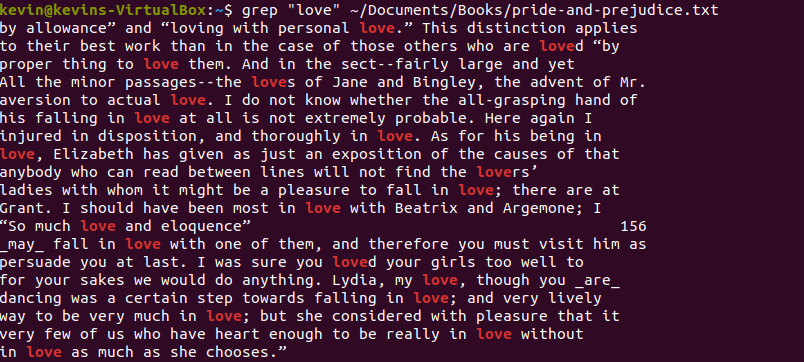 kevin@kevins-VirtualBox:~$ grep "love" ~/Documents/Books/pride-and-prejudice.txt
by allowance” and “loving with personal love.” This distinction applies
to their best work than in the case of those others who are loved “by
proper thing to love them. And in the sect--fairly large and yet
All the minor passages--the loves of Jane and Bingley, the advent of Mr.
aversion to actual love. I do not know whether the all-grasping hand of
his falling in love at all is not extremely probable. Here again I
injured in disposition, and thoroughly in love. As for his being in
love, Elizabeth has given as just an exposition of the causes of that
anybody who can read between lines will not find the lovers’
ladies with whom it might be a pleasure to fall in love; there are at
Grant. I should have been most in love with Beatrix and Argemone; I
“So much love and eloquence” 156
_may_ fall in love with one of them, and therefore you must visit him as
persuade you at last. I was sure you loved your girls too well to
for your sakes we would do anything. Lydia, my love, though you _are_
dancing was a certain step towards falling in love; and very lively
way to be very much in love; but she considered with pleasure that it
very few of us who have heart enough to be really in love without
in love as much as she chooses.”